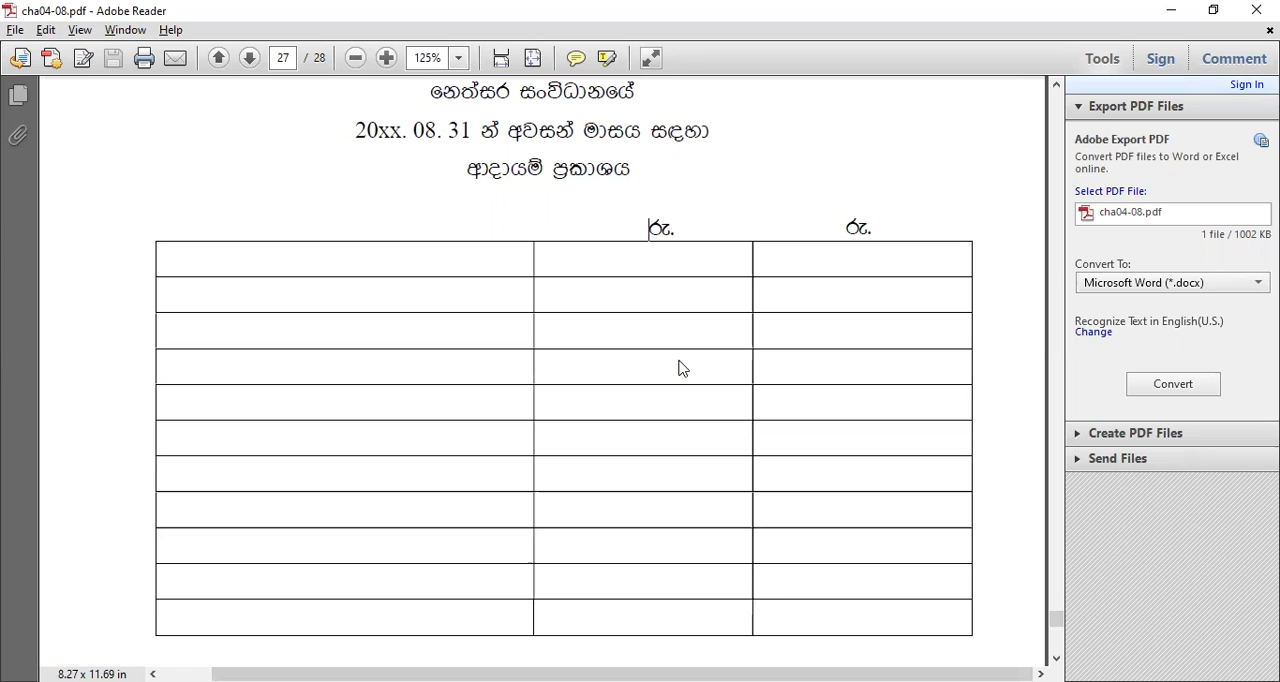 cha04-08.pdf - Adobe Reader
File Edit View Window Help
27 / 28 125% Tools Sign Comment
Sign In
නෙත්සර සංවිධානයේ
20xx. 08. 31 න් අවසන් මාසය සඳහා
ආදායම් ප්‍රකාශය
රු. රු.
Export PDF Files
Adobe Export PDF
Convert PDF files to Word or Excel
online.
Select PDF File:
cha04-08.pdf
1 file / 1002 KB
Convert To:
Microsoft Word (*.docx)
Recognize Text in English(U.S.)
Change
Convert
Create PDF Files
Send Files
8.27 x 11.69 in